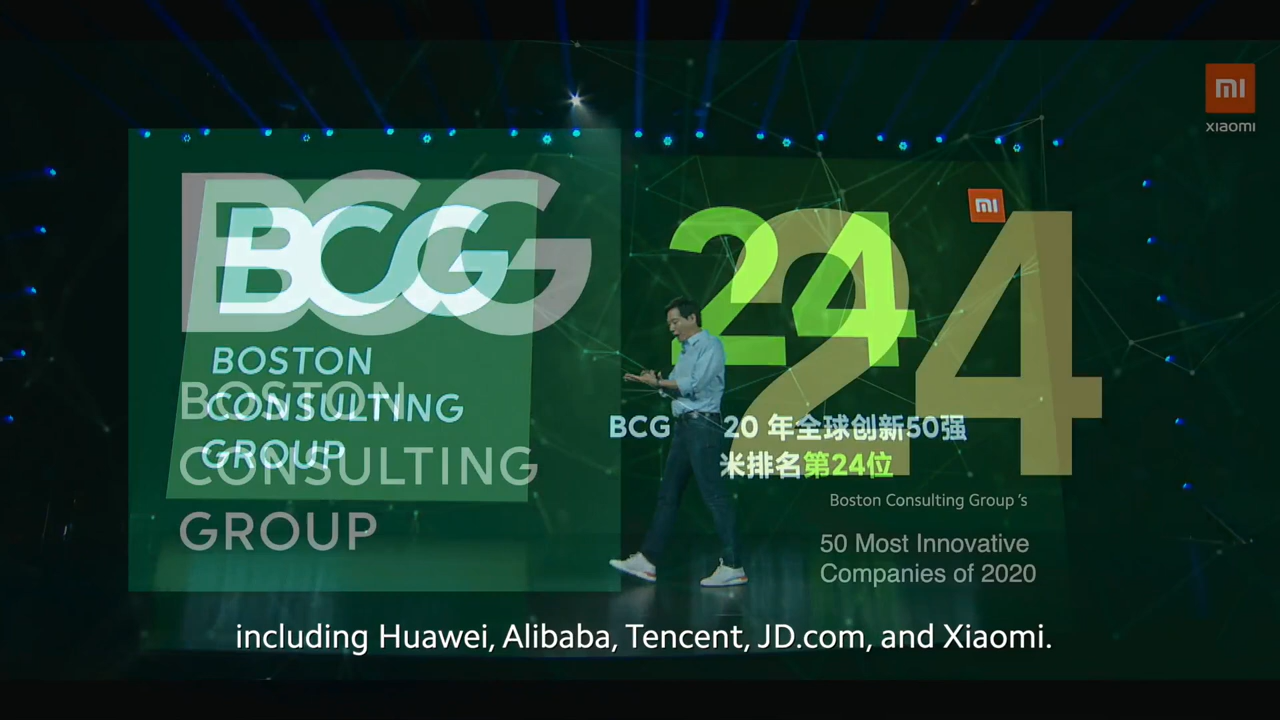 mi
XIAOMI
BCG
BOSTON
CONSULTING
GROUP
BCG
BOSTON
CONSULTING
GROUP
24
mi
24
BCG 20 年全球创新50强
米排名第24位
Boston Consulting Group 's
50 Most Innovative
Companies of 2020
including Huawei, Alibaba, Tencent, JD.com, and Xiaomi.